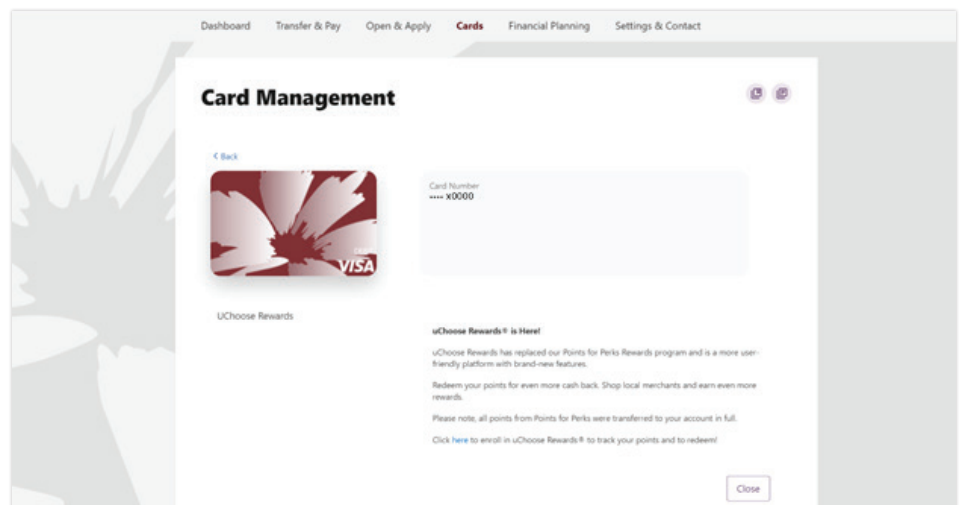 Dashboard Transfer & Pay Open & Apply Cards Financial Planning Settings & Contact
Card Management
< Back
Card Number
•••• x0000
DEBIT
VISA
UChoose Rewards
uChoose Rewards® is Here!
uChoose Rewards has replaced our Points for Perks Rewards program and is a more user-
friendly platform with brand-new features.
Redeem your points for even more cash back. Shop local merchants and earn even more
rewards.
Please note, all points from Points for Perks were transferred to your account in full.
Click here to enroll in uChoose Rewards® to track your points and to redeem!
Close